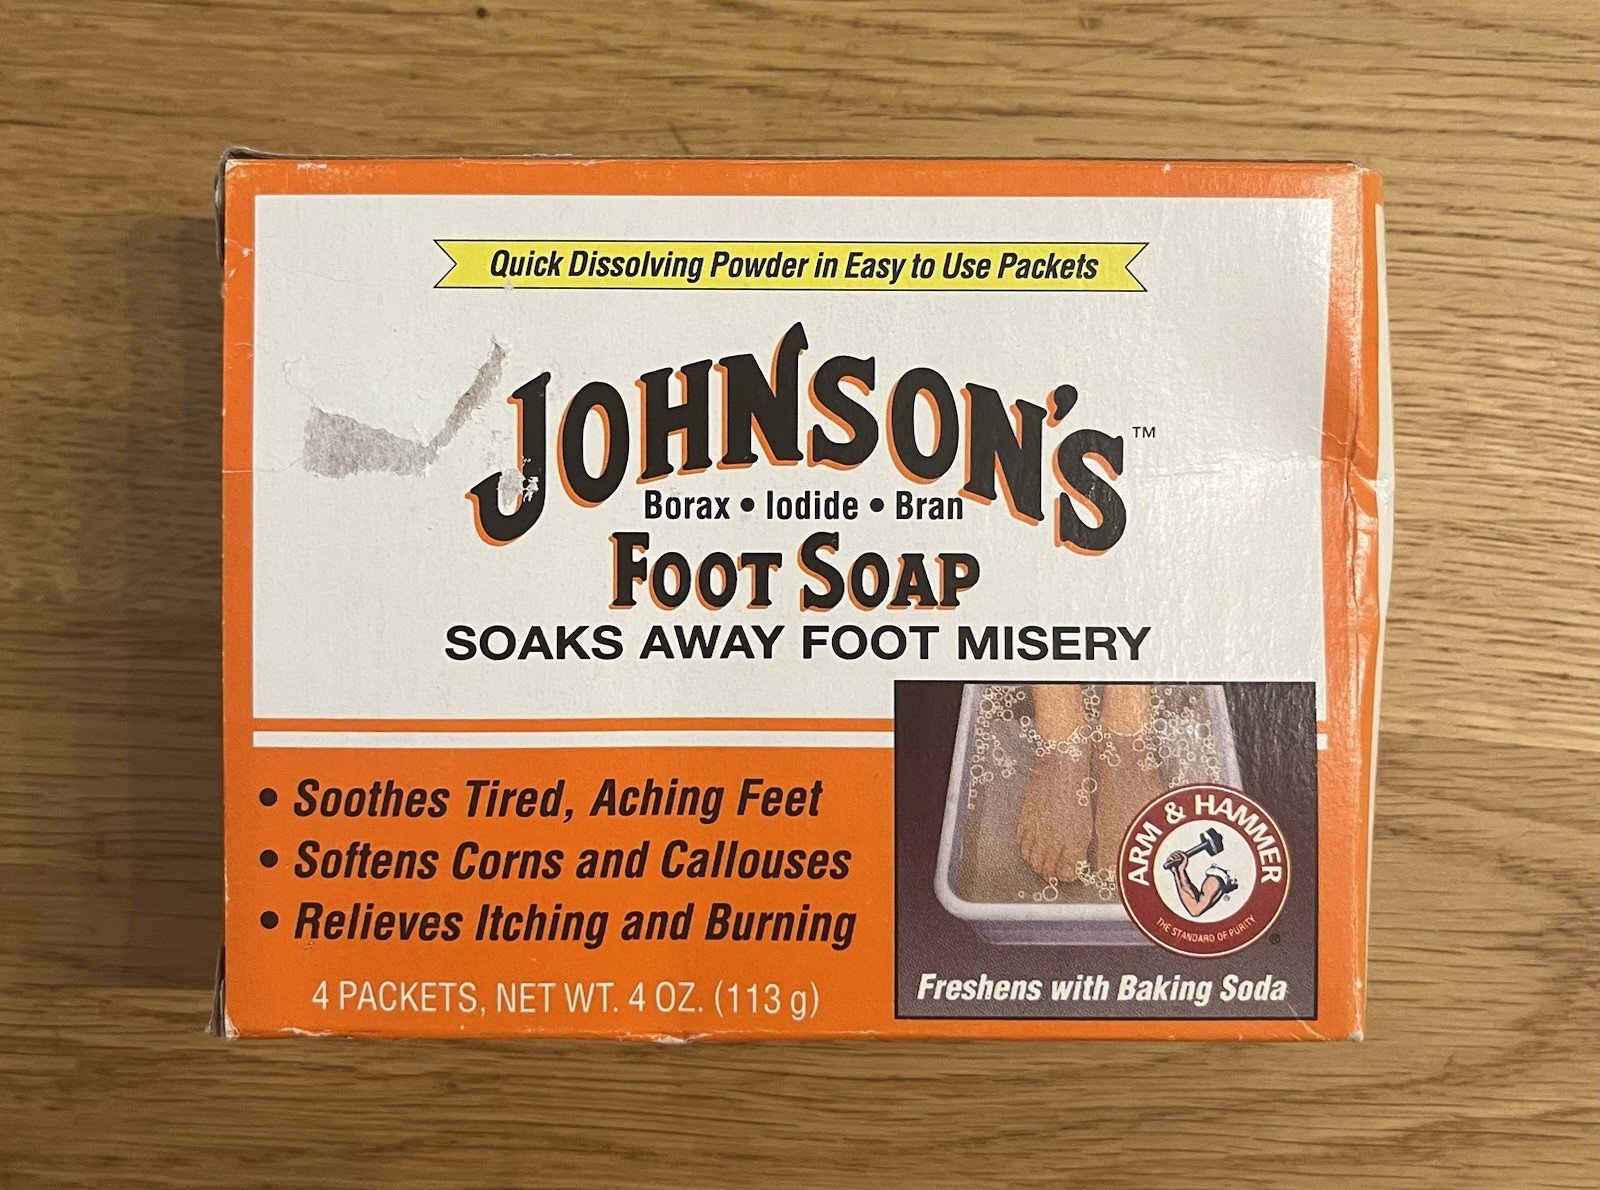 Quick Dissolving Powder in Easy to Use Packets
JOHNSON'S™
Borax • Iodide • Bran
FOOT SOAP
SOAKS AWAY FOOT MISERY
• Soothes Tired, Aching Feet
• Softens Corns and Callouses
• Relieves Itching and Burning
4 PACKETS, NET WT. 4 OZ. (113 g)
ARM & HAMMER
THE STANDARD OF PURITY
®
Freshens with Baking Soda